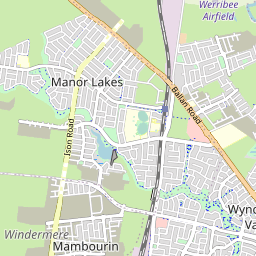 Werribee
Airfield
Manor Lakes
Ballan Road
Ison Road
Wynd
Va
Windermere
Mambourin